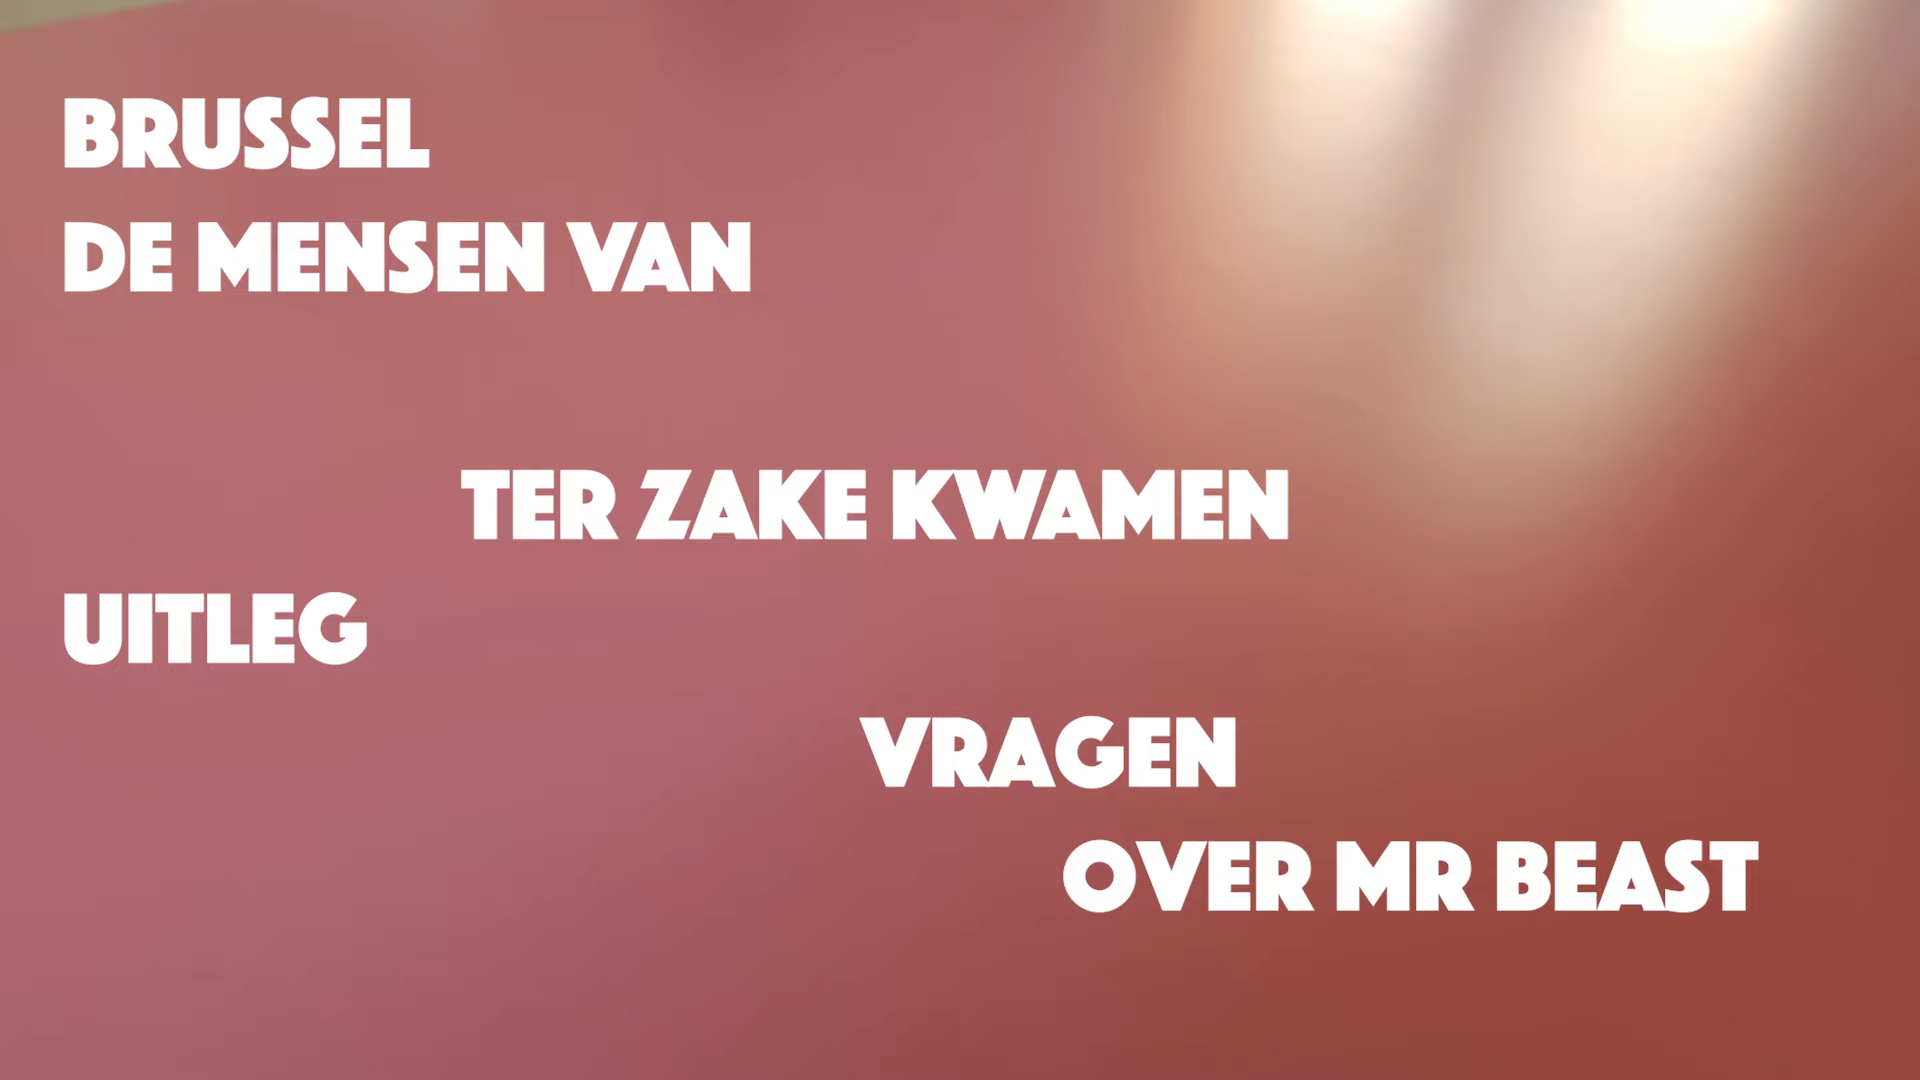 BRUSSEL
DE MENSEN VAN
TER ZAKE KWAMEN
UITLEG
VRAGEN
OVER MR BEAST